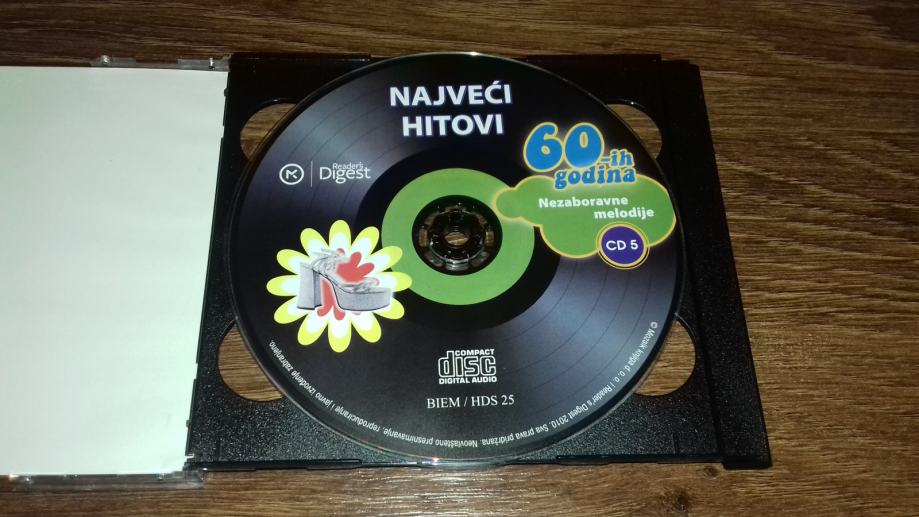 NAJVEĆI
HITOVI
60-ih
godina
Nezaboravne
melodije
CD 5
M
Reader's
Digest
COMPACT
disc
DIGITAL AUDIO
BIEM / HDS 25
© Mozaik knjiga d. o. o. i Reader's Digest 2010. Sva prava pridržana. Neovlašteno presnimavanje, reproduciranje i javno izvođenje zabranjeno.